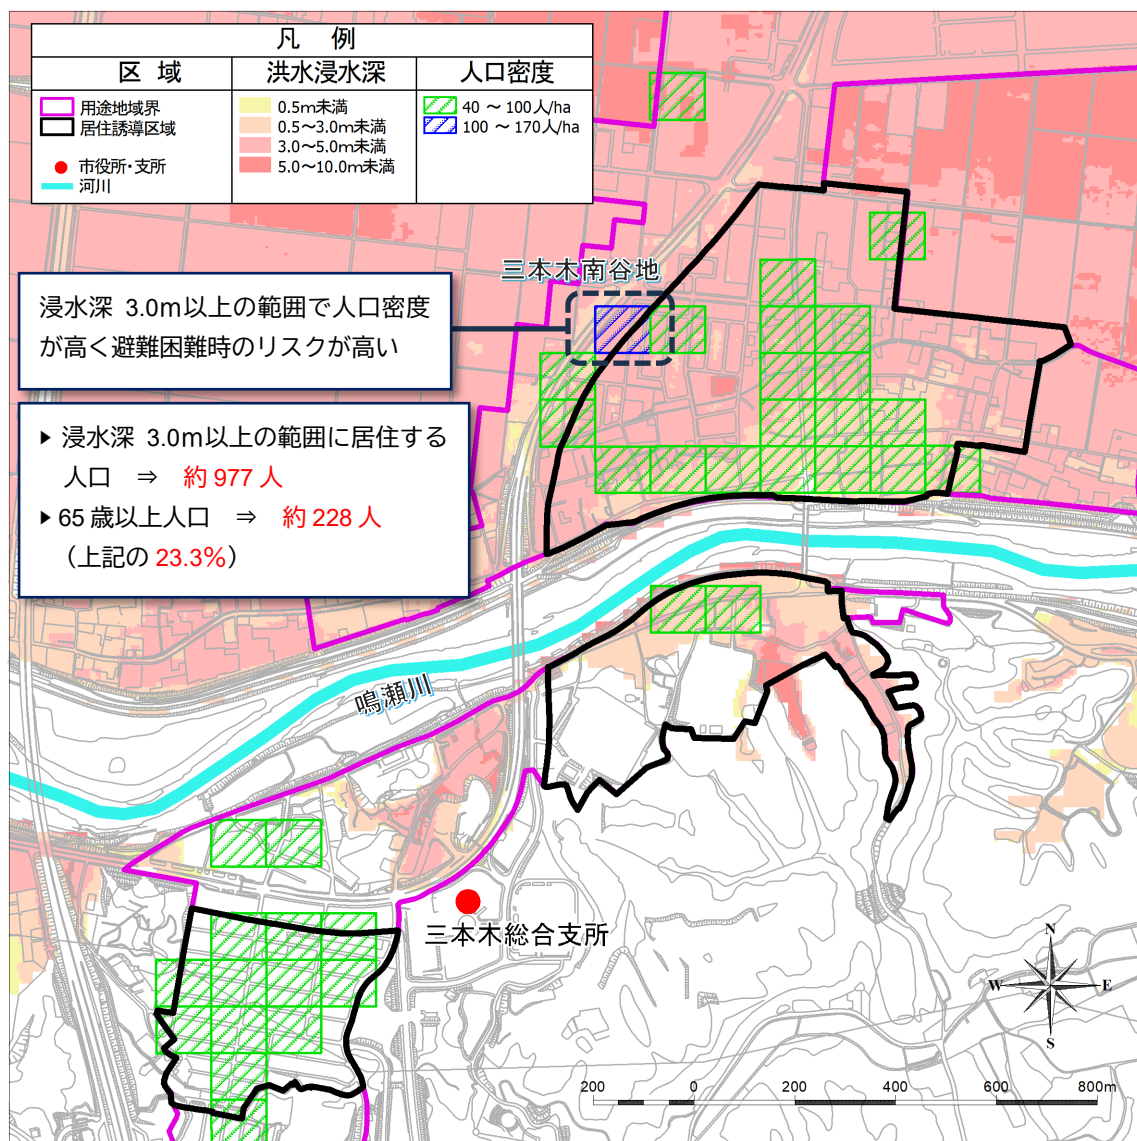 凡 例
区 域
洪水浸水深
人口密度
用途地域界
居住誘導区域
市役所・支所
河川
0.5m未満
0.5～3.0m未満
3.0～5.0m未満
5.0～10.0m未満
40 ～ 100人/ha
100 ～ 170人/ha
三本木南谷地
浸水深 3.0m以上の範囲で人口密度
が高く避難困難時のリスクが高い
▶ 浸水深 3.0m以上の範囲に居住する
人口 ⇒ 約 977 人
▶ 65 歳以上人口 ⇒ 約 228 人
（上記の 23.3%）
鳴瀬川
三本木総合支所
N
W
E
S
200 0 200 400 600 800m